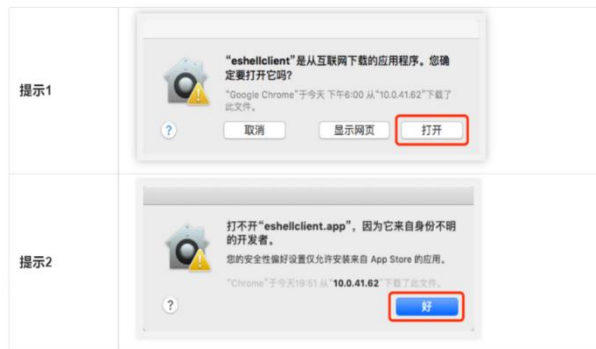 提示1
“eshellclient”是从互联网下载的应用程序。您确
定要打开它吗?
“Google Chrome”于今天 下午6:00 从“10.0.41.62”下载了
此文件。
?
取消
显示网页
打开
提示2
打不开“eshellclient.app”，因为它来自身份不明
的开发者。
您的安全性偏好设置仅允许安装来自 App Store 的应用。
“Chrome”于今天19:51 从“10.0.41.62”下载了此文件。
?
好